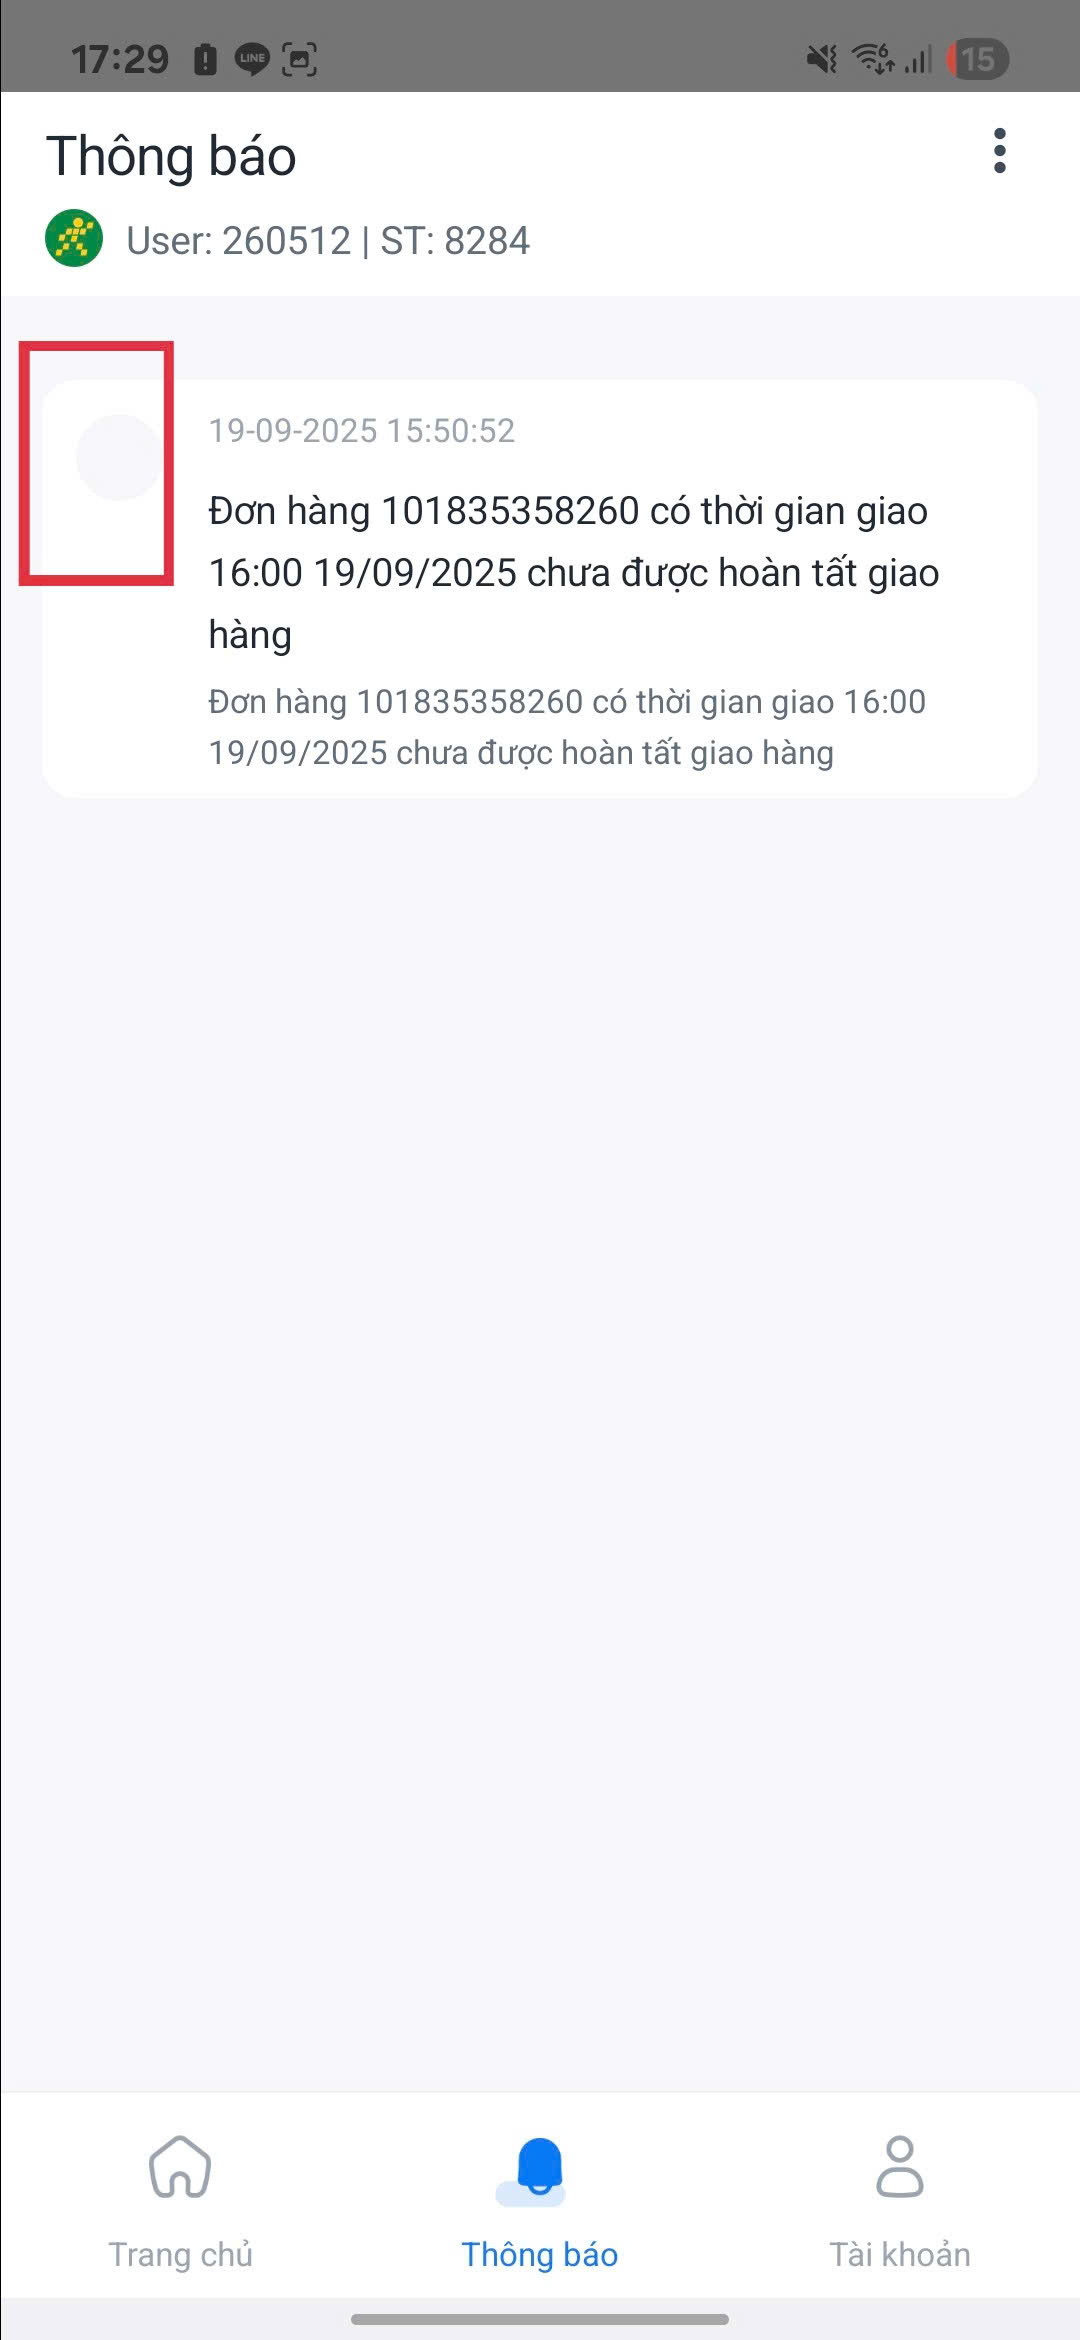 17:29
LINE
6
15
Thông báo
User: 260512 | ST: 8284
19-09-2025 15:50:52
Đơn hàng 101835358260 có thời gian giao
16:00 19/09/2025 chưa được hoàn tất giao
hàng
Đơn hàng 101835358260 có thời gian giao 16:00
19/09/2025 chưa được hoàn tất giao hàng
Trang chủ
Thông báo
Tài khoản